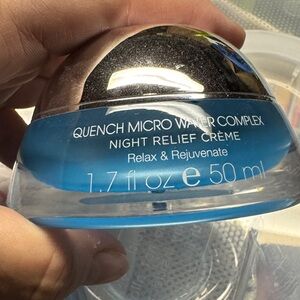 QUENCH MICRO WATER COMPLEX
NIGHT RELIEF CRÈME
Relax & Rejuvenate
1.7 fl oz e 50 ml